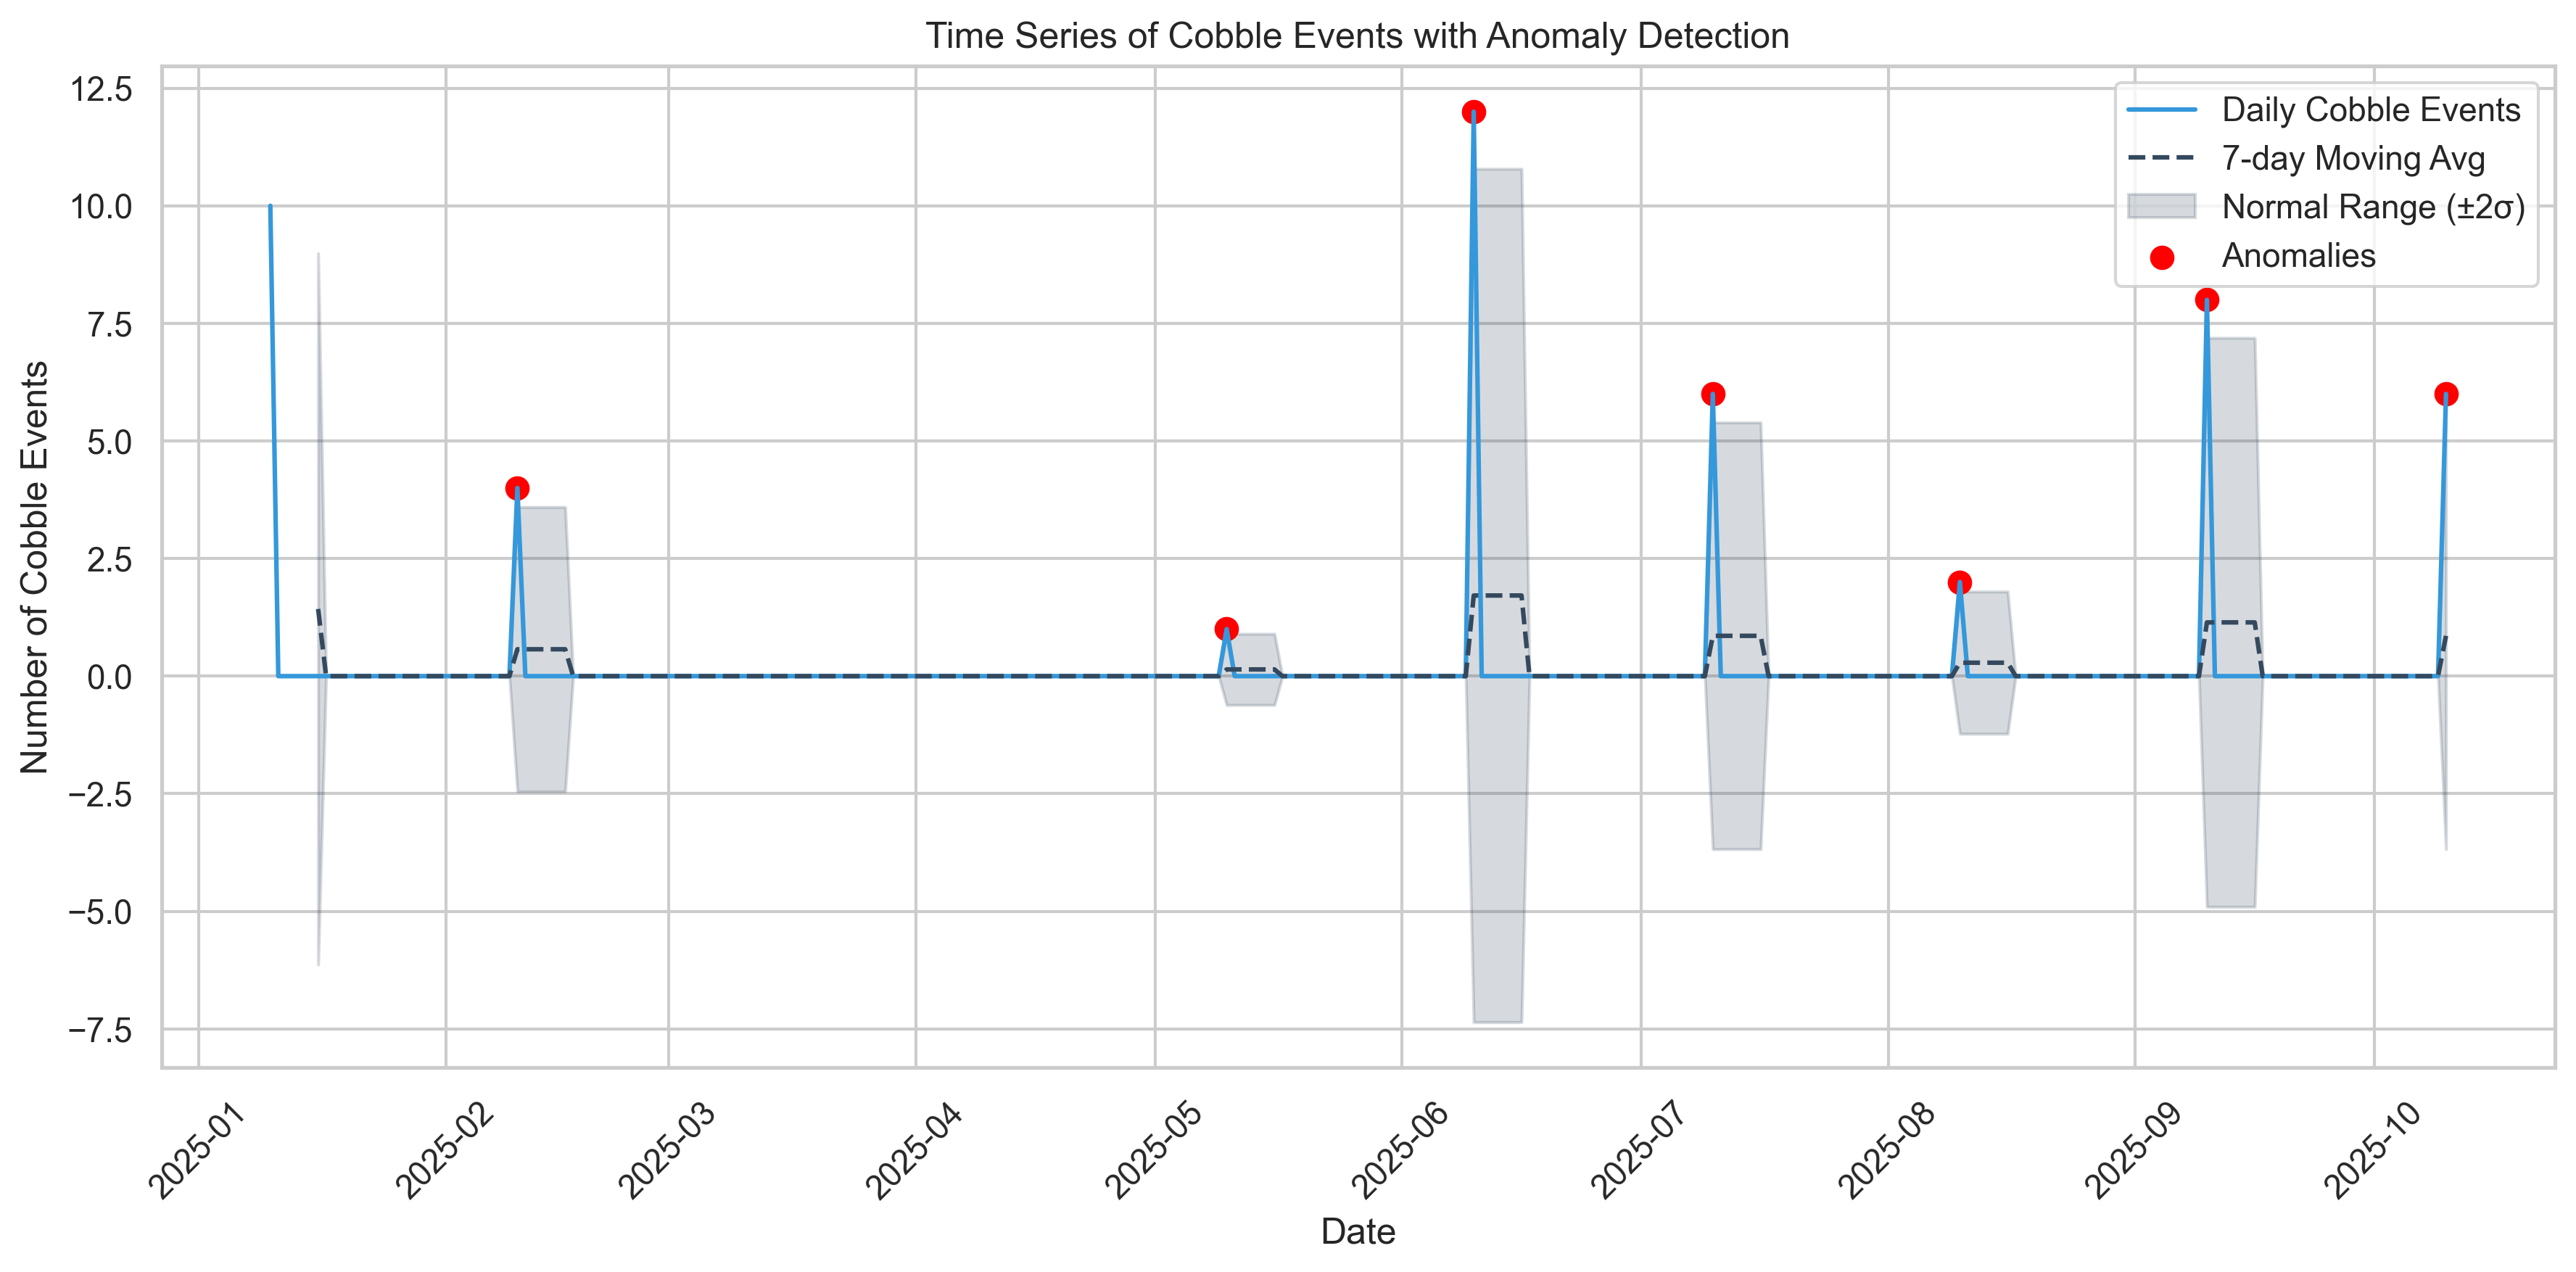 Time Series of Cobble Events with Anomaly Detection
Number of Cobble Events
12.5
10.0
7.5
5.0
2.5
0.0
−2.5
−5.0
−7.5
Daily Cobble Events
7-day Moving Avg
Normal Range (±2σ)
Anomalies
2025-01
2025-02
2025-03
2025-04
2025-05
2025-06
2025-07
2025-08
2025-09
2025-10
Date